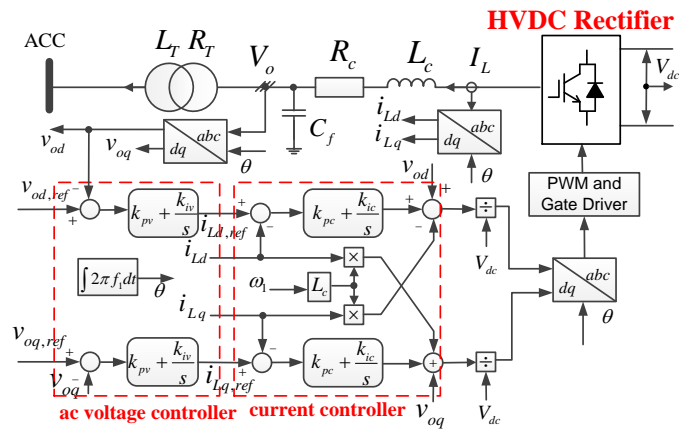 HVDC Rectifier
ACC
L_T R_T
V_o
R_c
L_c
I_L
V_dc
C_f
i_Ld
i_Lq
abc
dq
θ
v_od
v_oq
abc
dq
θ
v_od
PWM and
Gate Driver
v_od,ref
-
+
k_pv + k_iv/s
i_Ld,ref
+
-
k_pc + k_ic/s
+
+
-
÷
V_dc
i_Ld
×
∫2πf_1dt
θ
ω_1
L_c
abc
dq
θ
i_Lq
×
v_oq,ref
+
v_oq
-
k_pv + k_iv/s
i_Lq,ref
+
-
k_pc + k_ic/s
+
÷
V_dc
v_oq
ac voltage controller
current controller